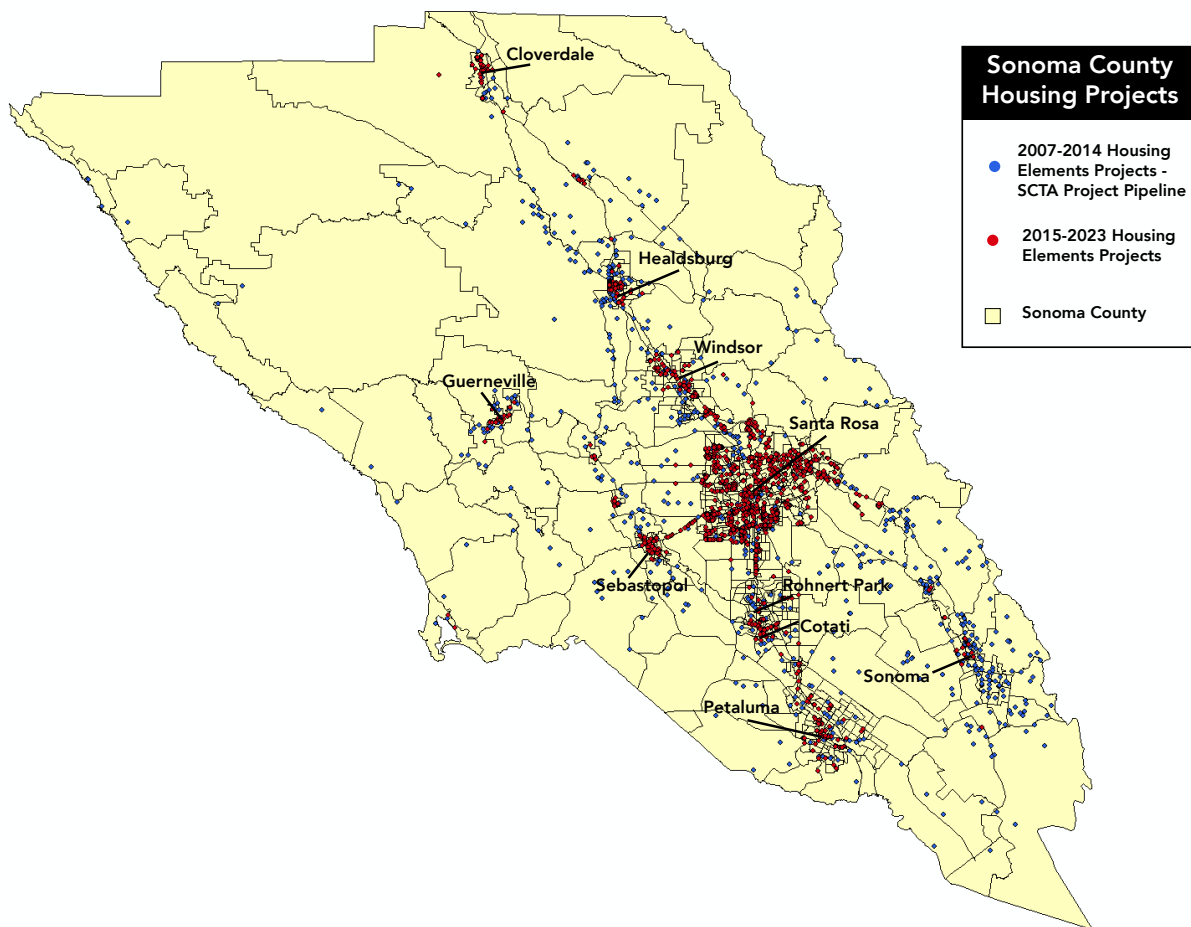 Cloverdale
Healdsburg
Windsor
Guerneville
Santa Rosa
Sebastopol
Rohnert Park
Cotati
Sonoma
Petaluma
Sonoma County
Housing Projects
2007-2014 Housing
Elements Projects -
SCTA Project Pipeline
2015-2023 Housing
Elements Projects
Sonoma County